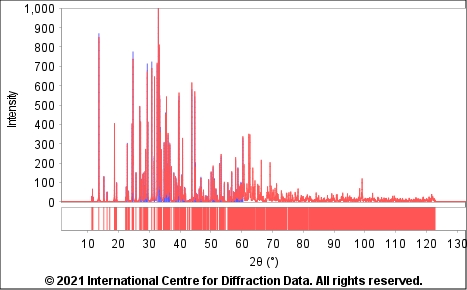 1,000
900
800
700
600
500
400
300
200
100
0
Intensity
10 20 30 40 50 60 70 80 90 100 110 120 130
2θ (°)
© 2021 International Centre for Diffraction Data. All rights reserved.